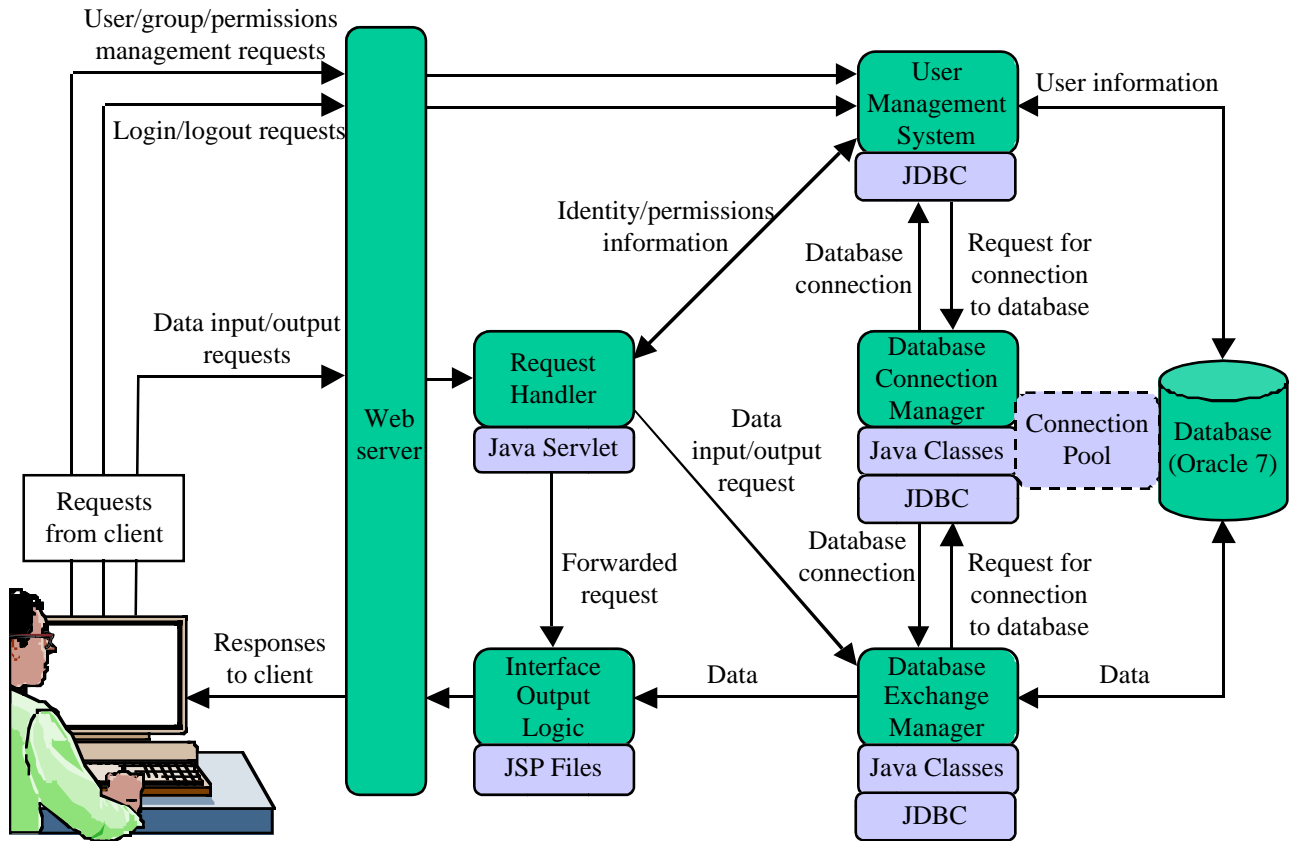 User/group/permissions
management requests
Login/logout requests
User
Management
System
JDBC
User information
Identity/permissions
information
Database
connection
Request for
connection
to database
Data input/output
requests
Web
server
Request
Handler
Java Servlet
Database
Connection
Manager
Java Classes
JDBC
Connection
Pool
Database
(Oracle 7)
Data
input/output
request
Requests
from client
Forwarded
request
Database
connection
Request for
connection
to database
Responses
to client
Interface
Output
Logic
JSP Files
Data
Database
Exchange
Manager
Java Classes
JDBC
Data